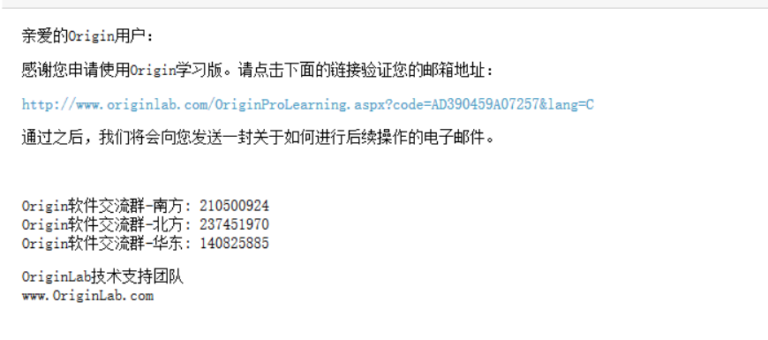 亲爱的Origin用户：
感谢您申请使用Origin学习版。请点击下面的链接验证您的邮箱地址：
http://www.originlab.com/OriginProLearning.aspx?code=AD390459A07257&lang=C
通过之后，我们将会向您发送一封关于如何进行后续操作的电子邮件。
Origin软件交流群-南方: 210500924
Origin软件交流群-北方: 237451970
Origin软件交流群-华东: 140825885
OriginLab技术支持团队
www.OriginLab.com